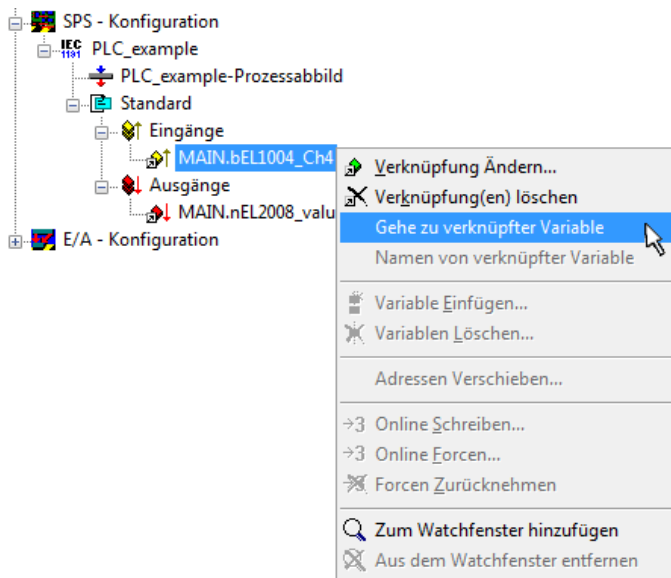 SPS - Konfiguration
IEC
1131
PLC_example
PLC_example-Prozessabbild
Standard
Eingänge
MAIN.bEL1004_Ch4
Ausgänge
MAIN.nEL2008_valu
E/A - Konfiguration
Verknüpfung Ändern...
Verknüpfung(en) löschen
Gehe zu verknüpfter Variable
Namen von verknüpfter Variable
Variable Einfügen...
Variablen Löschen...
Adressen Verschieben...
→3 Online Schreiben...
→3 Online Forcen...
Forcen Zurücknehmen
Zum Watchfenster hinzufügen
Aus dem Watchfenster entfernen